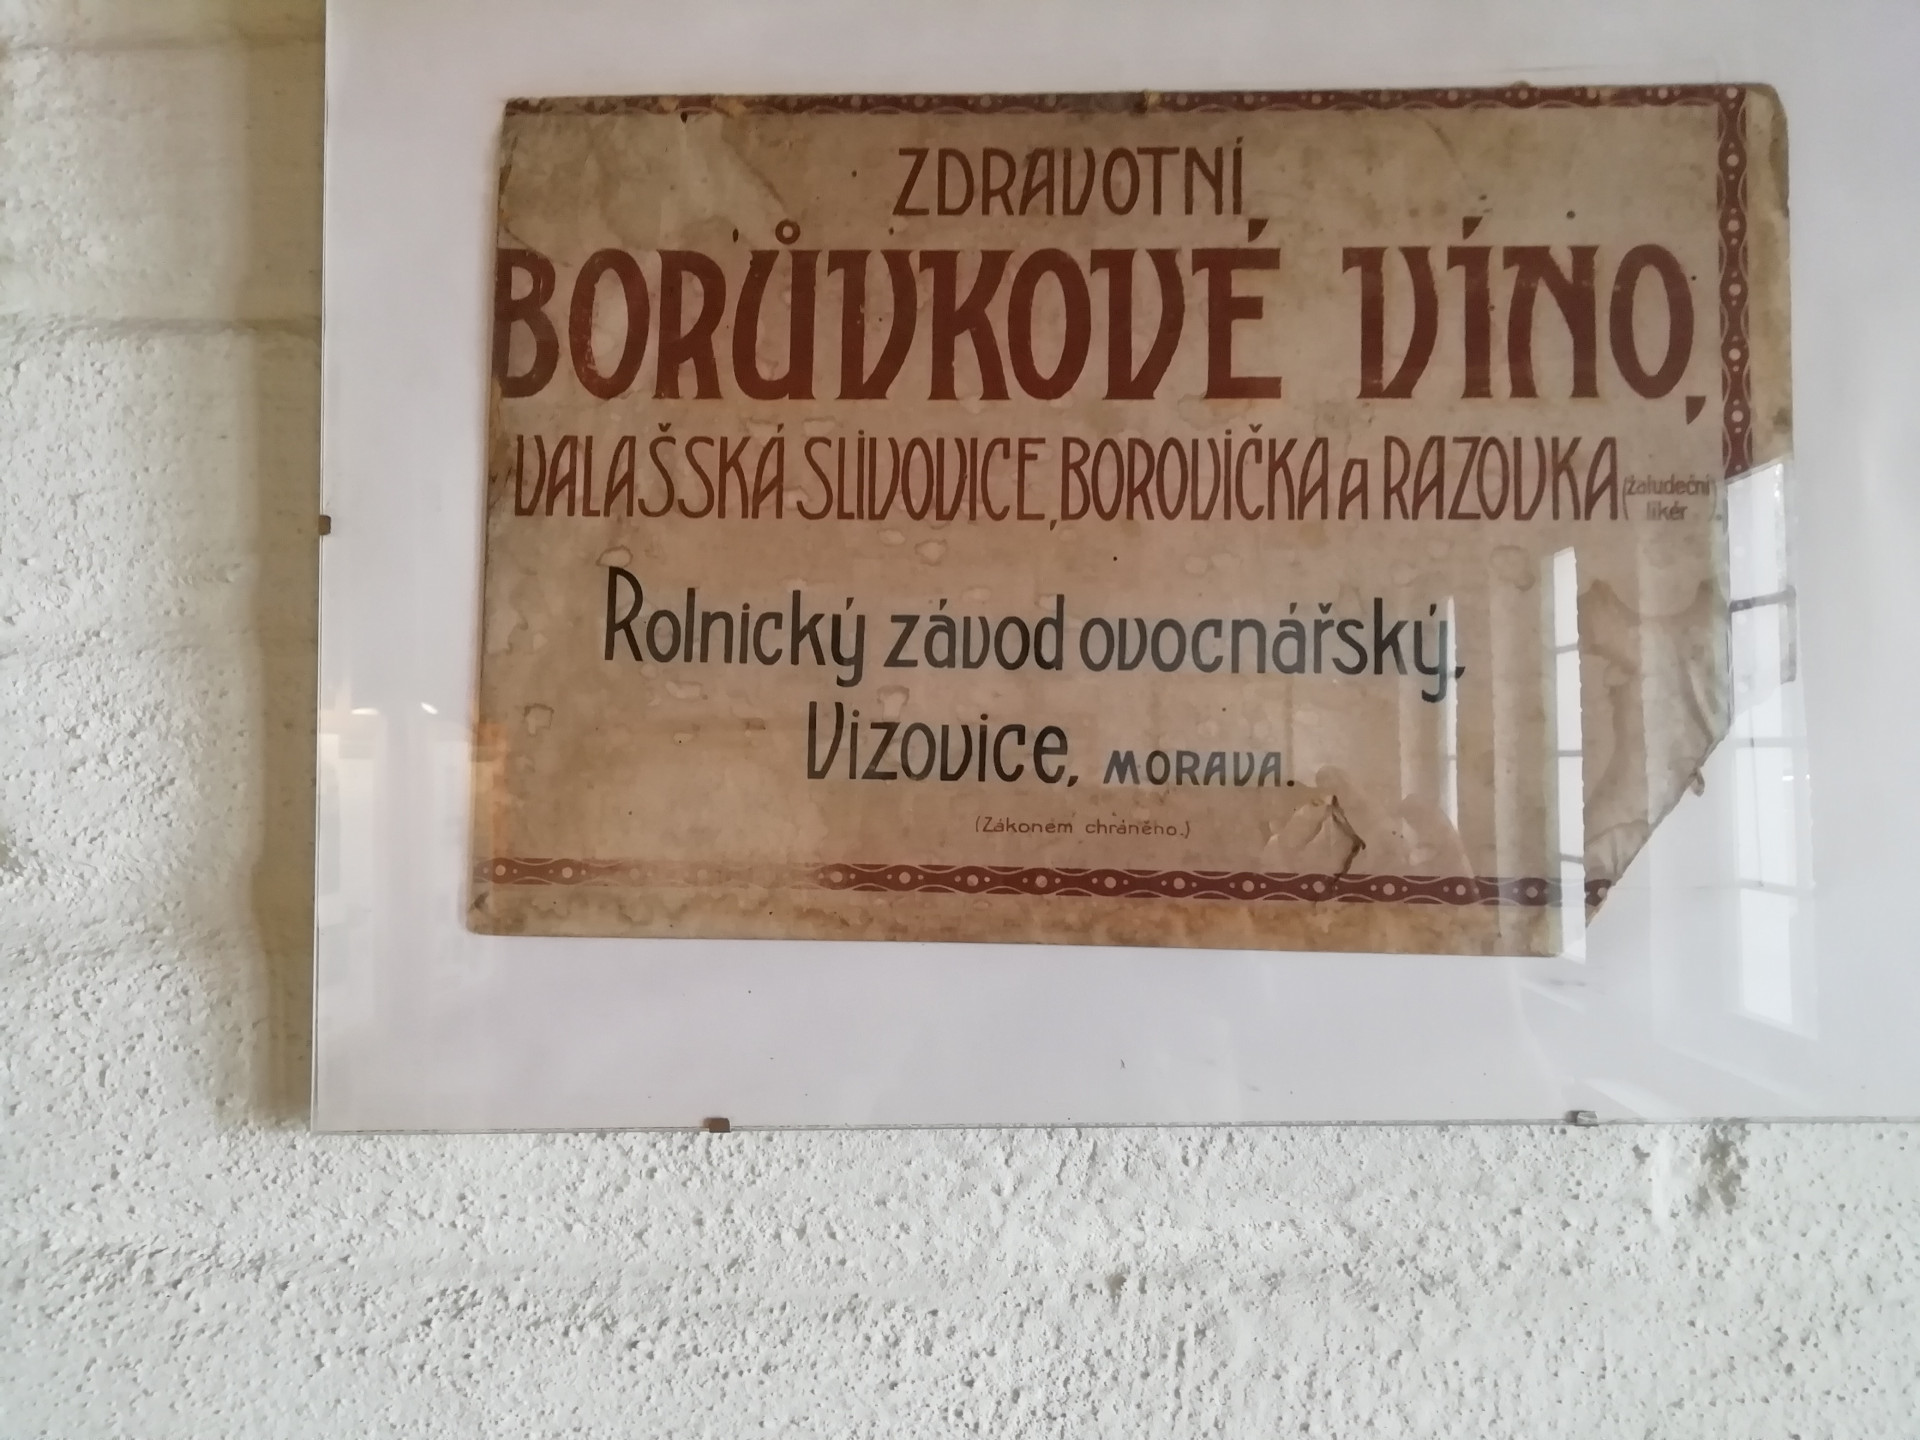 ZDRAVOTNÍ
BORŮVKOVÉ VÍNO,
VALAŠSKÁ SLIVOVICE, BOROVIČKA a RAZOVKA (žaludeční
likér).
Rolnický závod ovocnářský,
Vizovice, MORAVA.
(Zákonem chráněno.)